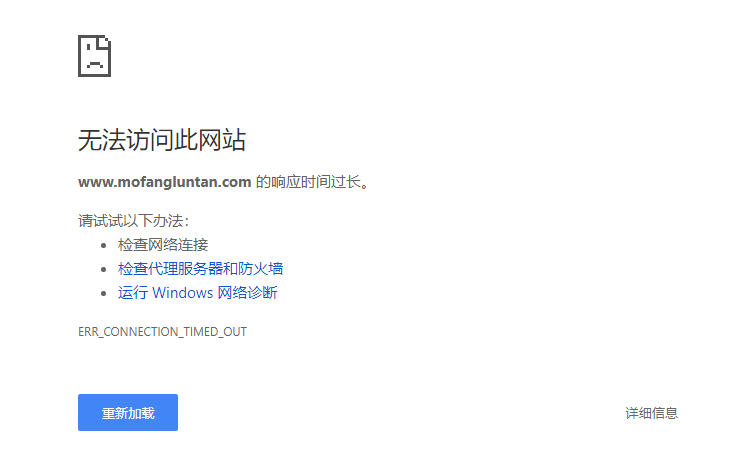 无法访问此网站
www.mofangluntan.com 的响应时间过长。
请试试以下办法：
检查网络连接
检查代理服务器和防火墙
运行 Windows 网络诊断
ERR_CONNECTION_TIMED_OUT
重新加载
详细信息